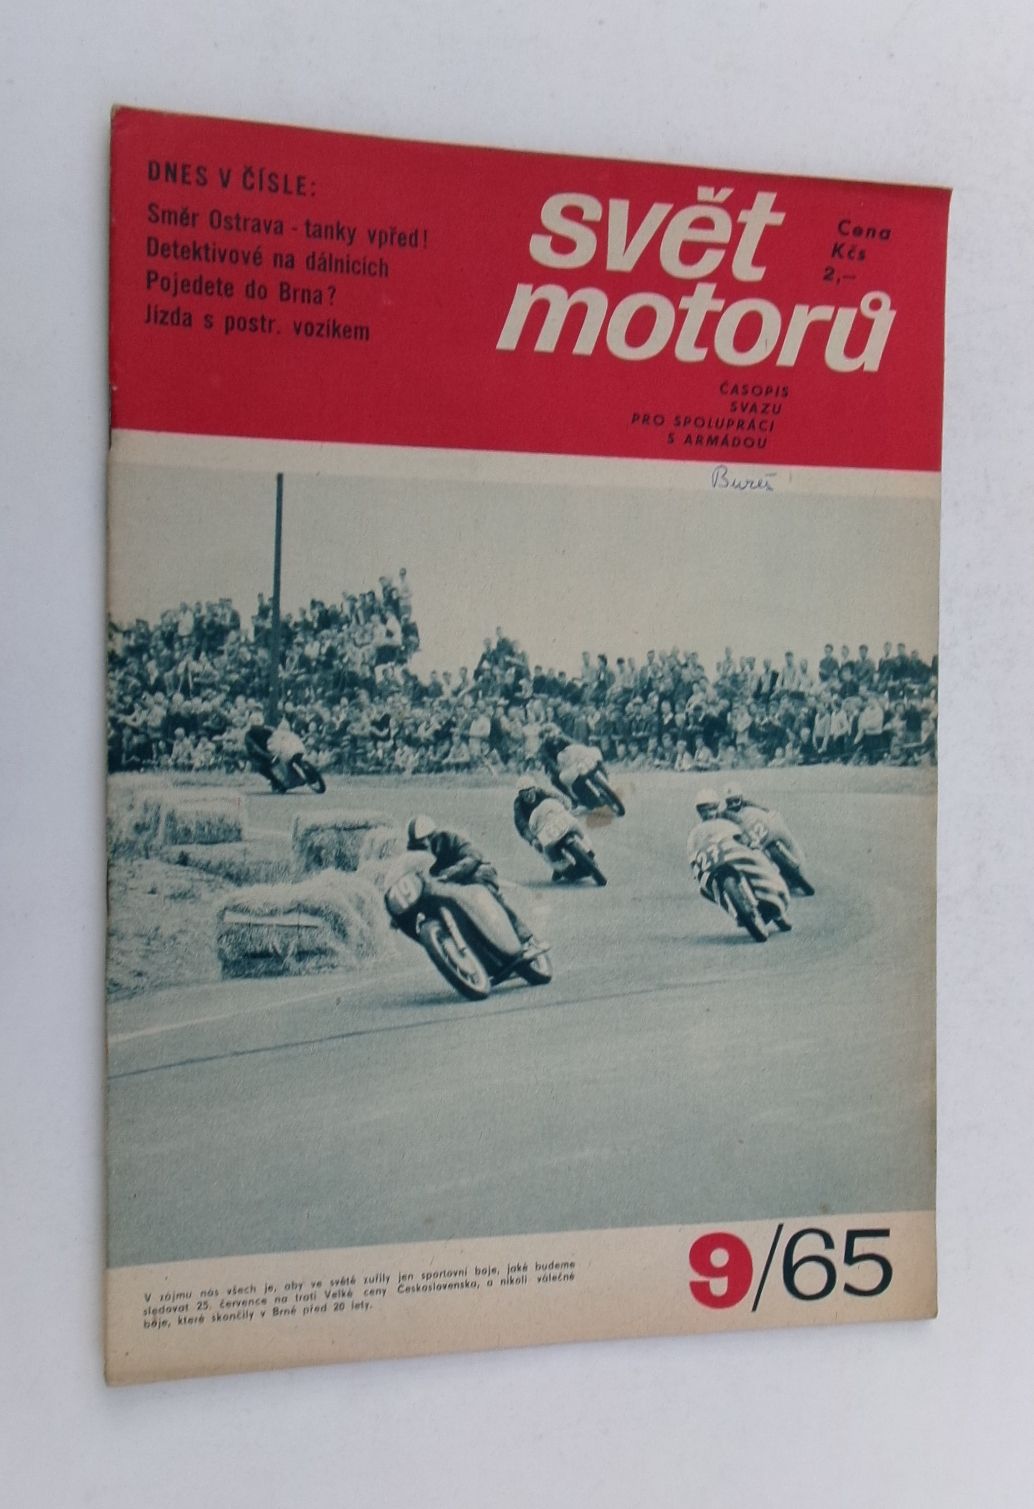 DNES V ČÍSLE:
Směr Ostrava - tanky vpřed!
Detektivové na dálnicích
Pojedete do Brna?
Jízda s postr. vozíkem
svět
motorů
Cena
Kčs
2,—
ČASOPIS
SVAZU
PRO SPOLUPRÁCI
S ARMÁDOU
Bureš
19
27
9/65
V zájmu nás všech je, aby ve světě zuřily jen sportovní boje, jaké budeme
sledovat 25. července na trati Velké ceny Československa, a nikoli válečné
boje, které skončily v Brně před 20 lety.